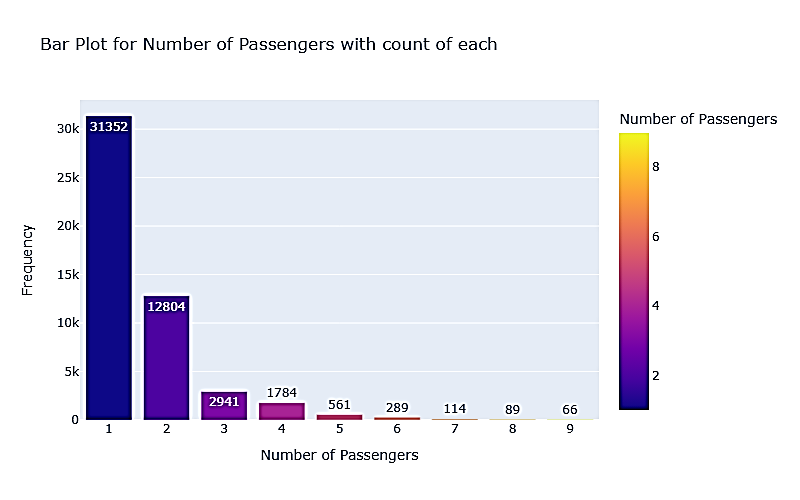 Bar Plot for Number of Passengers with count of each
Number of Passengers
Frequency
30k
25k
20k
15k
10k
5k
0
31352
12804
2941
1784
561
289
114
89
66
1 2 3 4 5 6 7 8 9
Number of Passengers
8
6
4
2